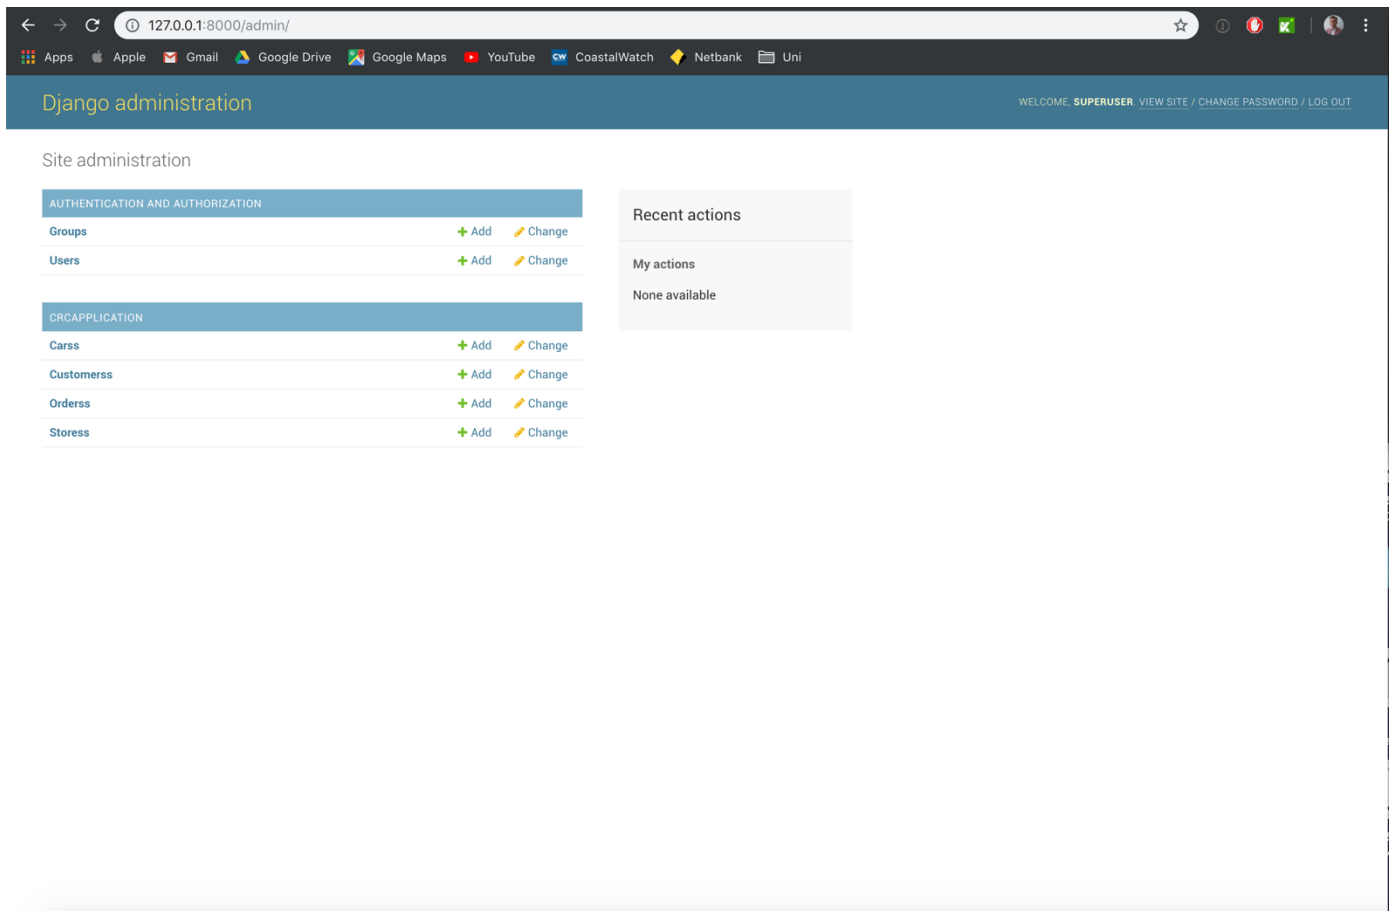 127.0.0.1:8000/admin/
Apps Apple Gmail Google Drive Google Maps YouTube CW CoastalWatch Netbank Uni
Django administration
WELCOME, SUPERUSER. VIEW SITE / CHANGE PASSWORD / LOG OUT
Site administration
AUTHENTICATION AND AUTHORIZATION
Groups Add Change
Users Add Change
CRCAPPLICATION
Carss Add Change
Customerss Add Change
Orderss Add Change
Storess Add Change
Recent actions
My actions
None available